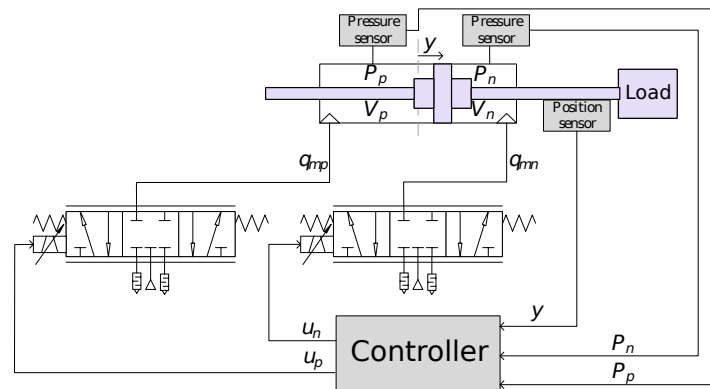 Pressure
sensor
Pressure
sensor
y
Pp
Pn
Vp
Vn
Load
Position
sensor
qmp
qmn
un
up
Controller
y
Pn
Pp